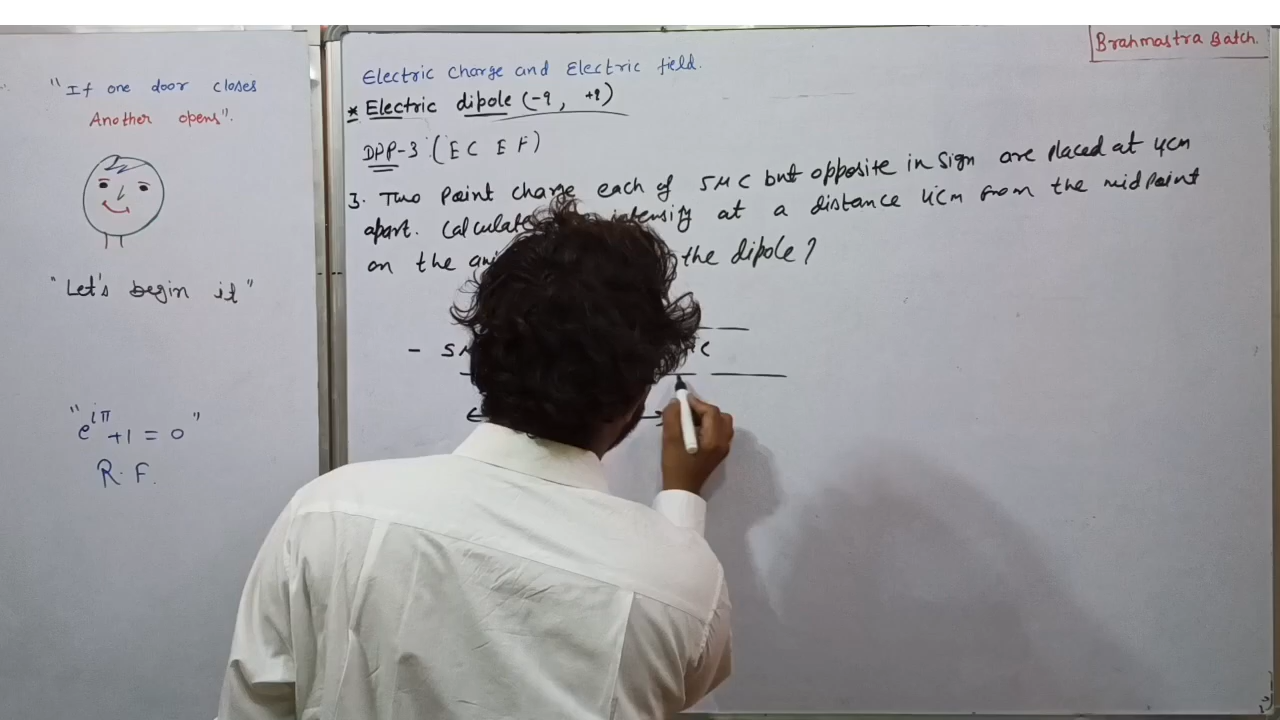 "If one door closes
Another opens".
"Let's begin it"
"e^iπ +1 = 0"
R. F.
Brahmastra Batch.
Electric Charge and Electric field.
* Electric dipole (-q, +q)
DPP-3 (EC EF)
3. Two Point charge each of 5MC but opposite in sign are placed at 4cm
apart. Calculate intensity at a distance 4cm from the midpoint
on the the dipole?
- 5 C